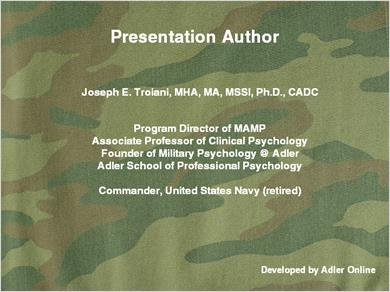 Presentation Author
Joseph E. Troiani, MHA, MA, MSSI, Ph.D., CADC
Program Director of MAMP
Associate Professor of Clinical Psychology
Founder of Military Psychology @ Adler
Adler School of Professional Psychology
Commander, United States Navy (retired)
Developed by Adler Online